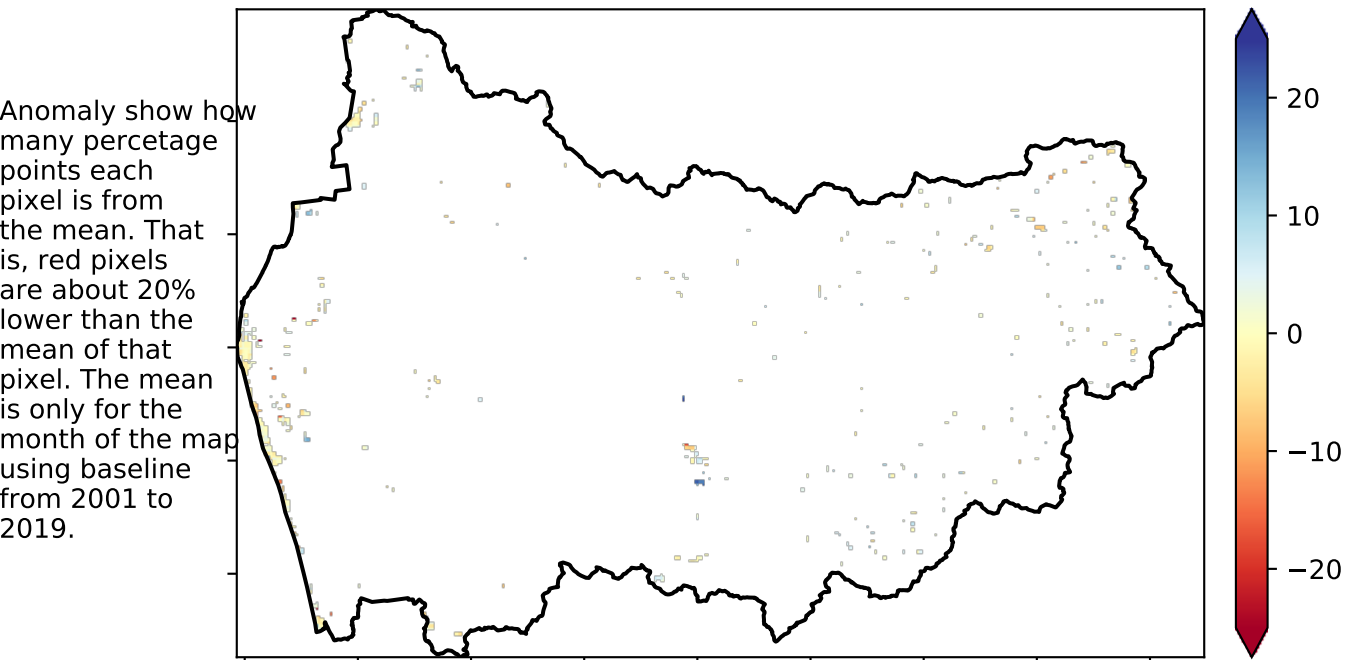 Anomaly show how
many percetage
points each
pixel is from
the mean. That
is, red pixels
are about 20%
lower than the
mean of that
pixel. The mean
is only for the
month of the map
using baseline
from 2001 to
2019.
20
10
0
−10
−20